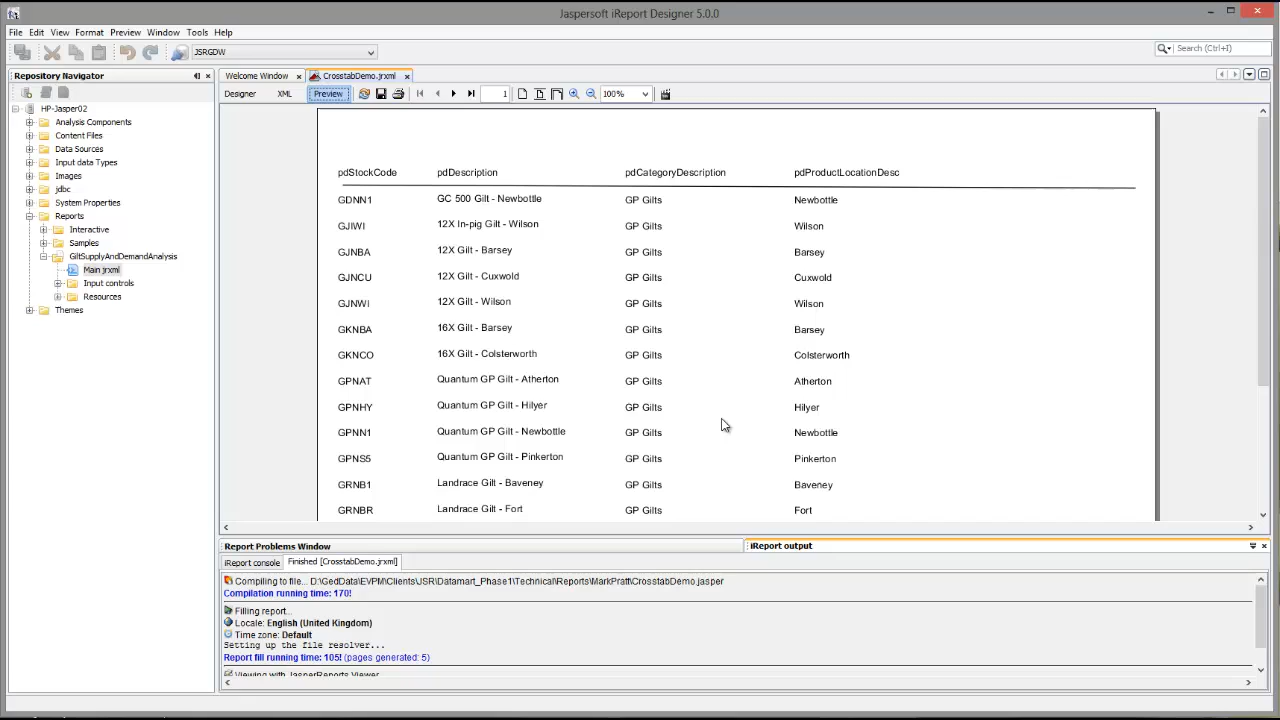 Jaspersoft iReport Designer 5.0.0
File Edit View Format Preview Window Tools Help
JSRGDW
Search (Ctrl+I)
Repository Navigator
HP-Jasper02
Analysis Components
Content Files
Data Sources
Input data Types
Images
jdbc
System Properties
Reports
Interactive
Samples
GiltSupplyAndDemandAnalysis
Main jrxml
Input controls
Resources
Themes
Welcome Window CrosstabDemo.jrxml
Designer XML Preview 1 100%
pdStockCode pdDescription pdCategoryDescription pdProductLocationDesc
GDNN1 GC 500 Gilt - Newbottle GP Gilts Newbottle
GJIWI 12X In-pig Gilt - Wilson GP Gilts Wilson
GJNBA 12X Gilt - Barsey GP Gilts Barsey
GJNCU 12X Gilt - Cuxwold GP Gilts Cuxwold
GJNWI 12X Gilt - Wilson GP Gilts Wilson
GKNBA 16X Gilt - Barsey GP Gilts Barsey
GKNCO 16X Gilt - Colsterworth GP Gilts Colsterworth
GPNAT Quantum GP Gilt - Atherton GP Gilts Atherton
GPNHY Quantum GP Gilt - Hilyer GP Gilts Hilyer
GPNN1 Quantum GP Gilt - Newbottle GP Gilts Newbottle
GPNS5 Quantum GP Gilt - Pinkerton GP Gilts Pinkerton
GRNB1 Landrace Gilt - Baveney GP Gilts Baveney
GRNBR Landrace Gilt - Fort GP Gilts Fort
Report Problems Window iReport output
iReport console Finished [CrosstabDemo.jrxml]
Compiling to file... D:\GedData\EVPM\Clients\JSR\Datamart_Phase1\Technical\Reports\MarkPratt\CrosstabDemo.jasper
Compilation running time: 170!
Filling report...
Locale: English (United Kingdom)
Time zone: Default
Setting up the file resolver...
Report fill running time: 105! (pages generated: 5)
Viewing with JasperReports Viewer